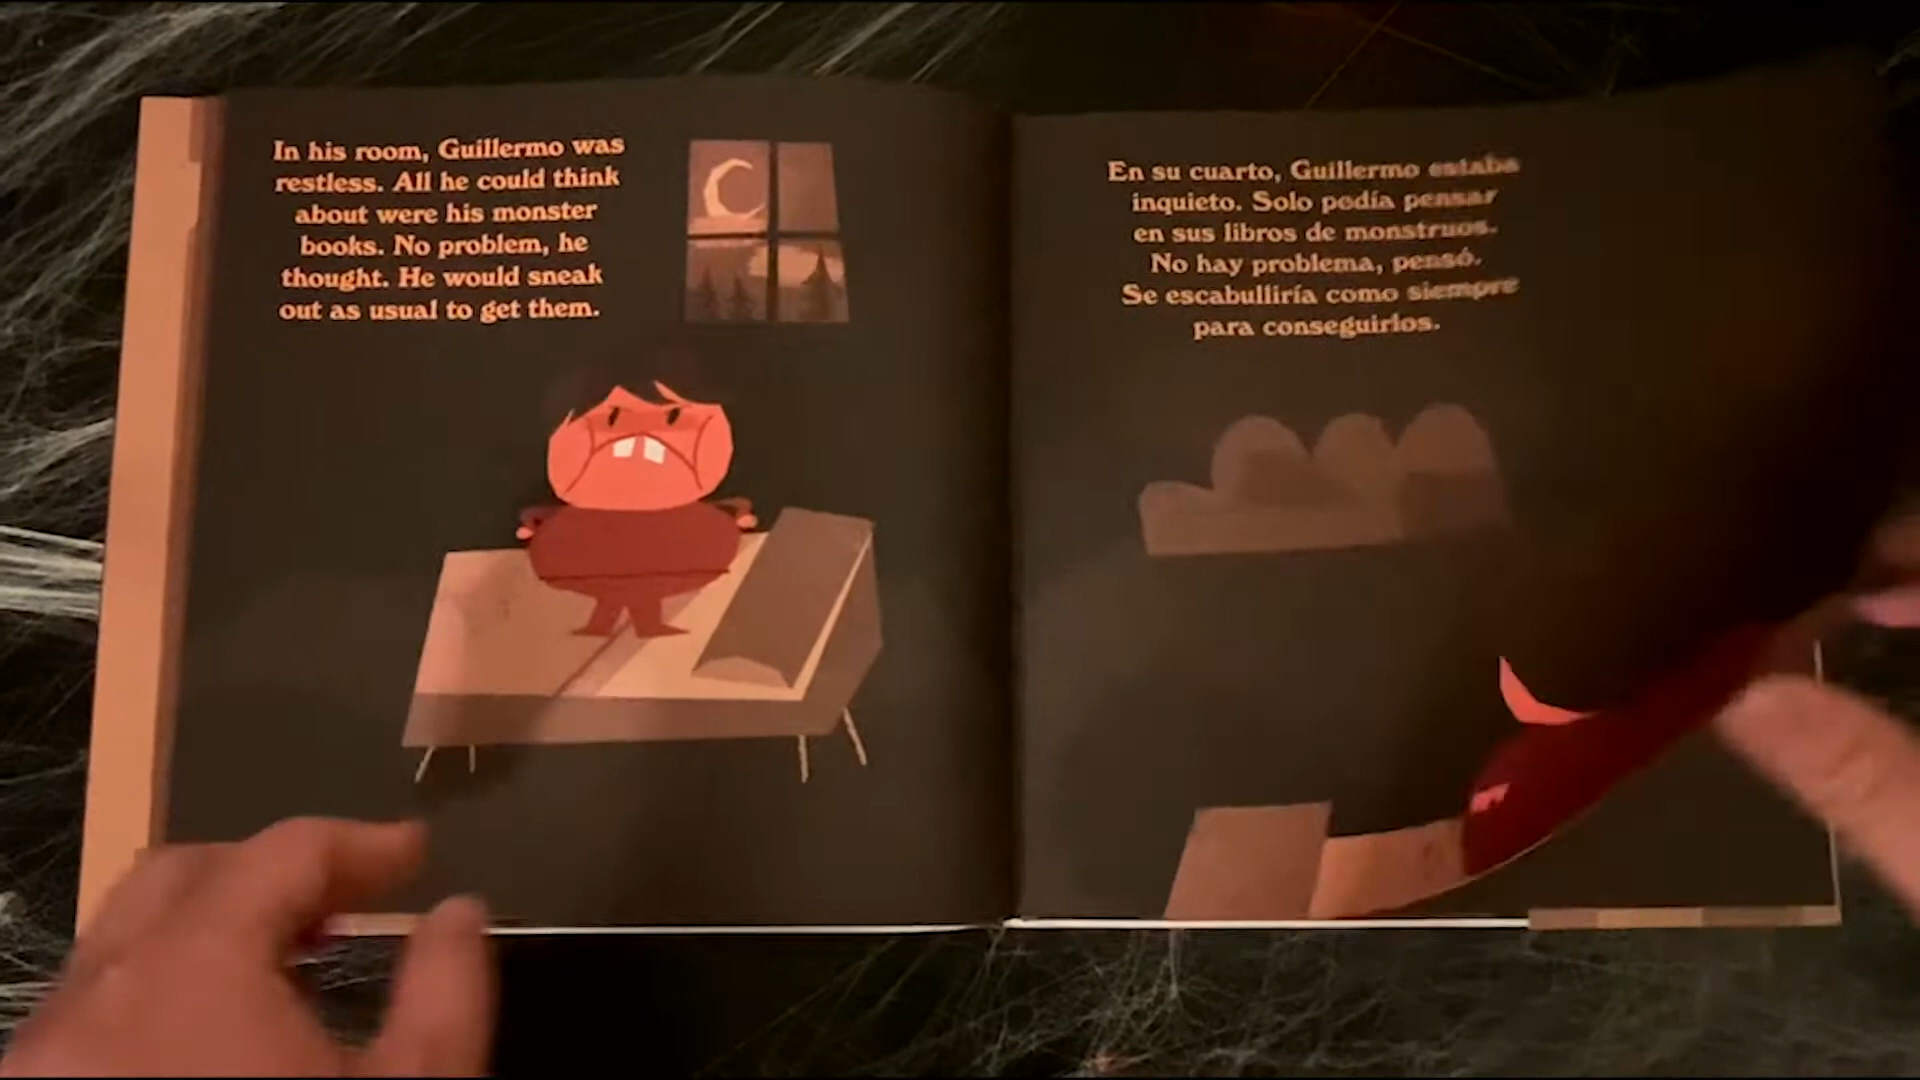 In his room, Guillermo was
restless. All he could think
about were his monster
books. No problem, he
thought. He would sneak
out as usual to get them.
En su cuarto, Guillermo estaba
inquieto. Solo podía pensar
en sus libros de monstruos.
No hay problema, pensó.
Se escabulliría como siempre
para conseguirlos.